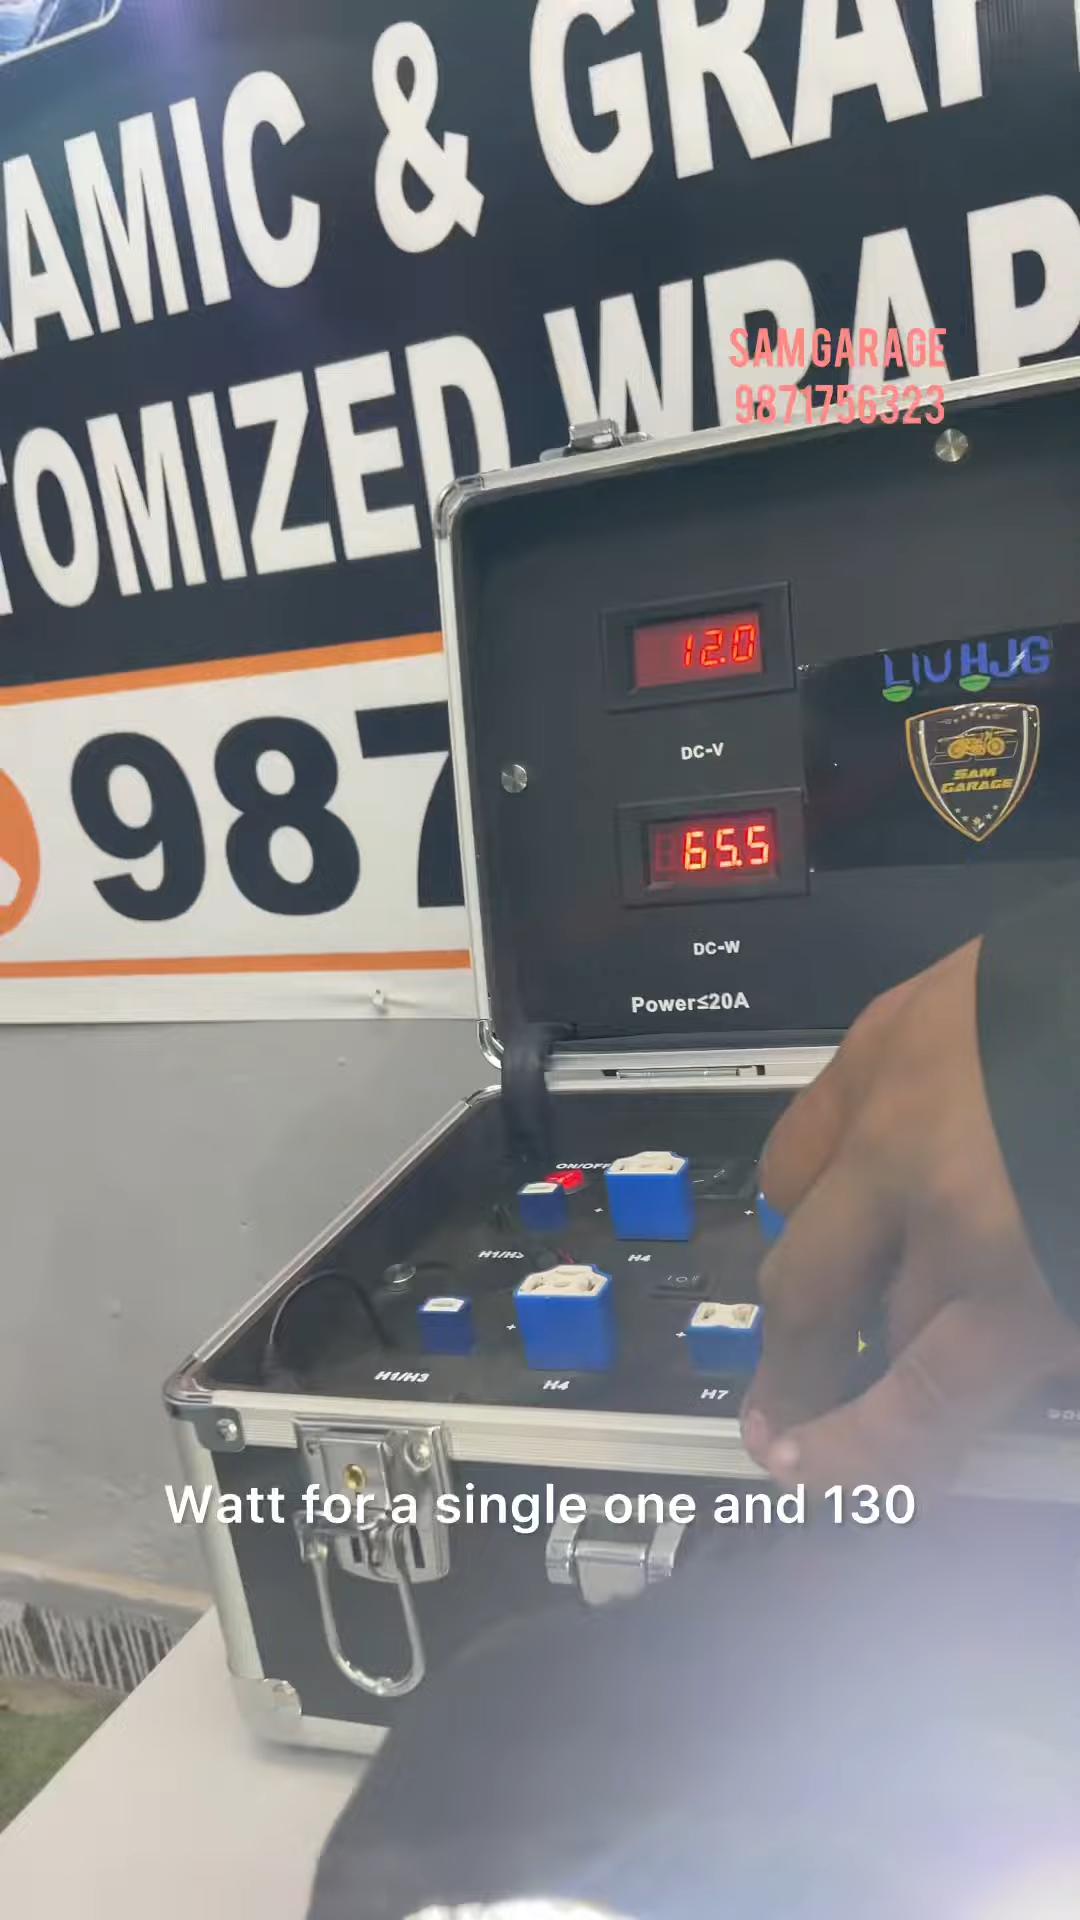 AMIC & GRAP
TOMIZED WRAP
SAMGARAGE
9871756323
987
12.0
DC-V
LIUHJG
SAM
GARAGE
65.5
DC-W
Power≤20A
ON/OFF
H1/H3
H4
H1/H3
H4
H7
Watt for a single one and 130